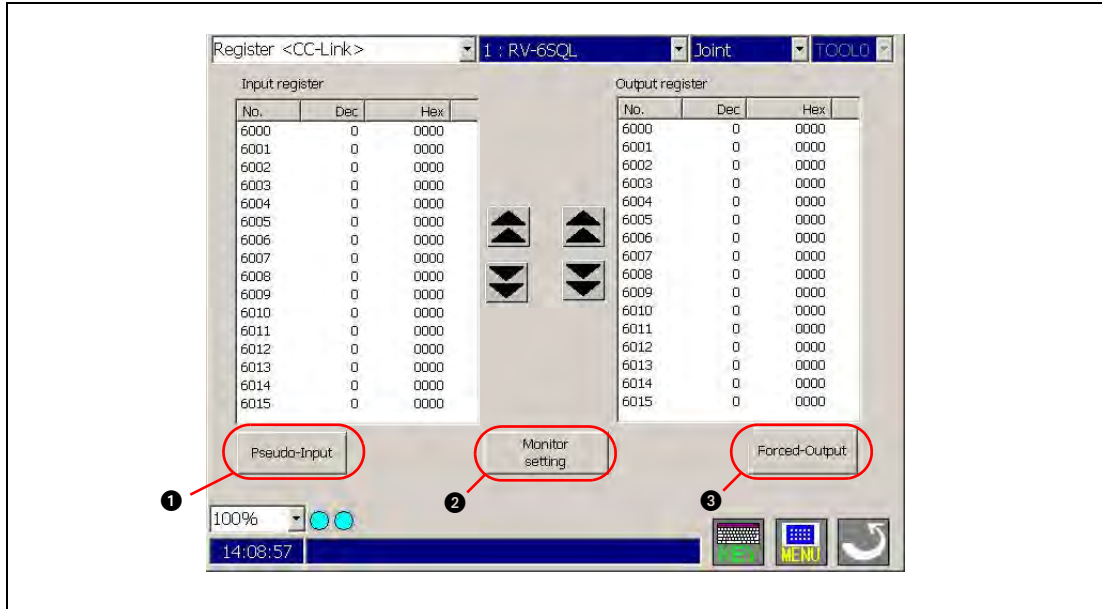 Register <CC-Link> 1 : RV-6SQL Joint TOOL0
Input register Output register
No. Dec Hex No. Dec Hex
6000 0 0000 6000 0 0000
6001 0 0000 6001 0 0000
6002 0 0000 6002 0 0000
6003 0 0000 6003 0 0000
6004 0 0000 6004 0 0000
6005 0 0000 6005 0 0000
6006 0 0000 6006 0 0000
6007 0 0000 6007 0 0000
6008 0 0000 6008 0 0000
6009 0 0000 6009 0 0000
6010 0 0000 6010 0 0000
6011 0 0000 6011 0 0000
6012 0 0000 6012 0 0000
6013 0 0000 6013 0 0000
6014 0 0000 6014 0 0000
6015 0 0000 6015 0 0000
Pseudo-Input
Monitor
setting
Forced-Output
1 2 3
100%
14:08:57
KEY MENU